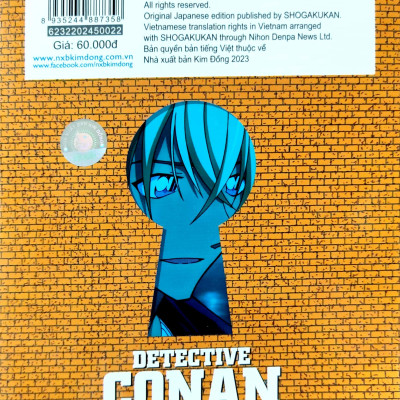 8 935244 887358
6232202450022
Giá: 60.000đ
www.nxbkimdong.com.vn
www.facebook.com/nxbkimdong
All rights reserved.
Original Japanese edition published by SHOGAKUKAN.
Vietnamese translation rights in Vietnam arranged
with SHOGAKUKAN through Nihon Denpa News Ltd.
Bản quyền bản tiếng Việt thuộc về
Nhà xuất bản Kim Đồng 2023
DETECTIVE
CONAN